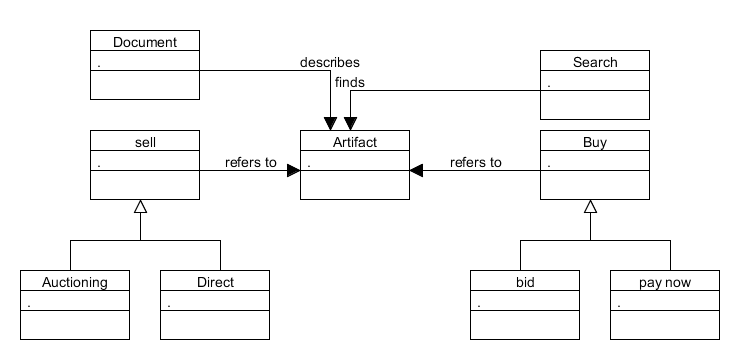 Document
.
describes
Search
.
finds
sell
.
refers to
Artifact
.
refers to
Buy
.
Auctioning
.
Direct
.
bid
.
pay now
.